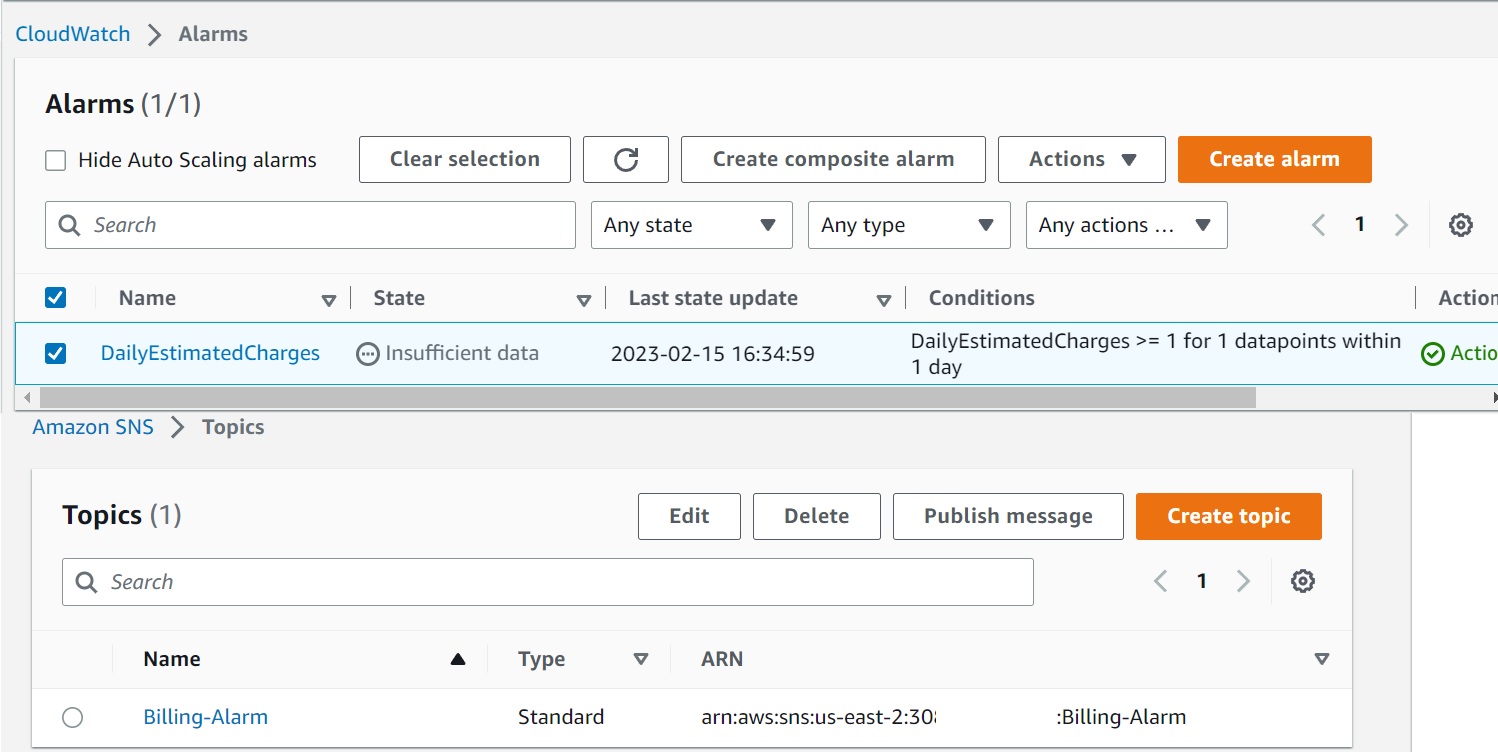 CloudWatch > Alarms
Alarms (1/1)
Hide Auto Scaling alarms Clear selection Create composite alarm Actions Create alarm
Search Any state Any type Any actions ... 1
Name State Last state update Conditions Action
DailyEstimatedCharges Insufficient data 2023-02-15 16:34:59 DailyEstimatedCharges >= 1 for 1 datapoints within Actio
1 day
Amazon SNS > Topics
Topics (1) Edit Delete Publish message Create topic
Search 1
Name Type ARN
Billing-Alarm Standard arn:aws:sns:us-east-2:308 :Billing-Alarm